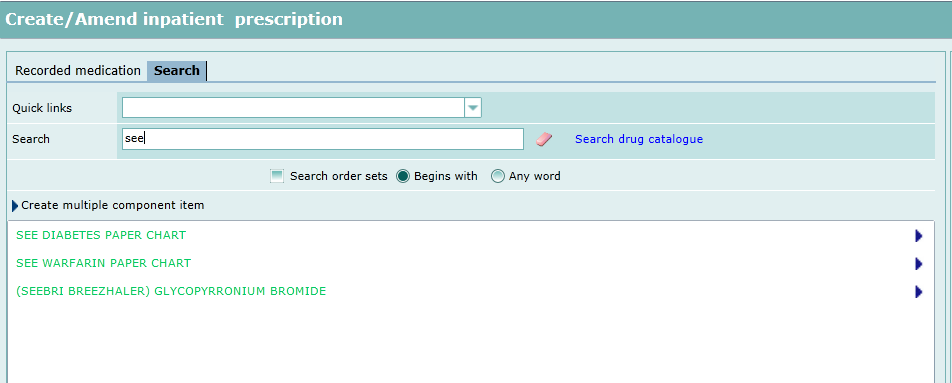 Create/Amend inpatient prescription
Recorded medication Search
Quick links
Search see Search drug catalogue
Search order sets Begins with Any word
Create multiple component item
SEE DIABETES PAPER CHART
SEE WARFARIN PAPER CHART
(SEEBRI BREEZHALER) GLYCOPYRRONIUM BROMIDE